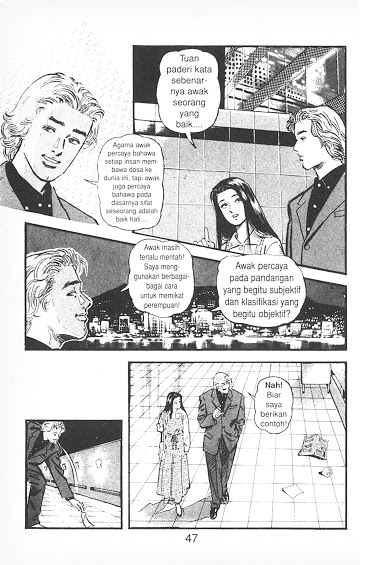 Tuan
paderi kata
sebenar-
nya awak
seorang
yang
baik....
Agama awak
percaya bahawa
setiap insan mem-
bawa dosa ke
dunia ini, tapi awak
juga percaya
bahawa pada
dasarnya sifat
seseorang adalah
baik hati....
Awak masih
terlalu mentah!
Saya meng-
gunakan berbagai-
bagai cara
untuk memikat
perempuan!
Awak percaya
pada pandangan
yang begitu subjektif
dan klasifikasi yang
begitu objektif?
Nah!
Biar
saya
berikan
contoh!
47